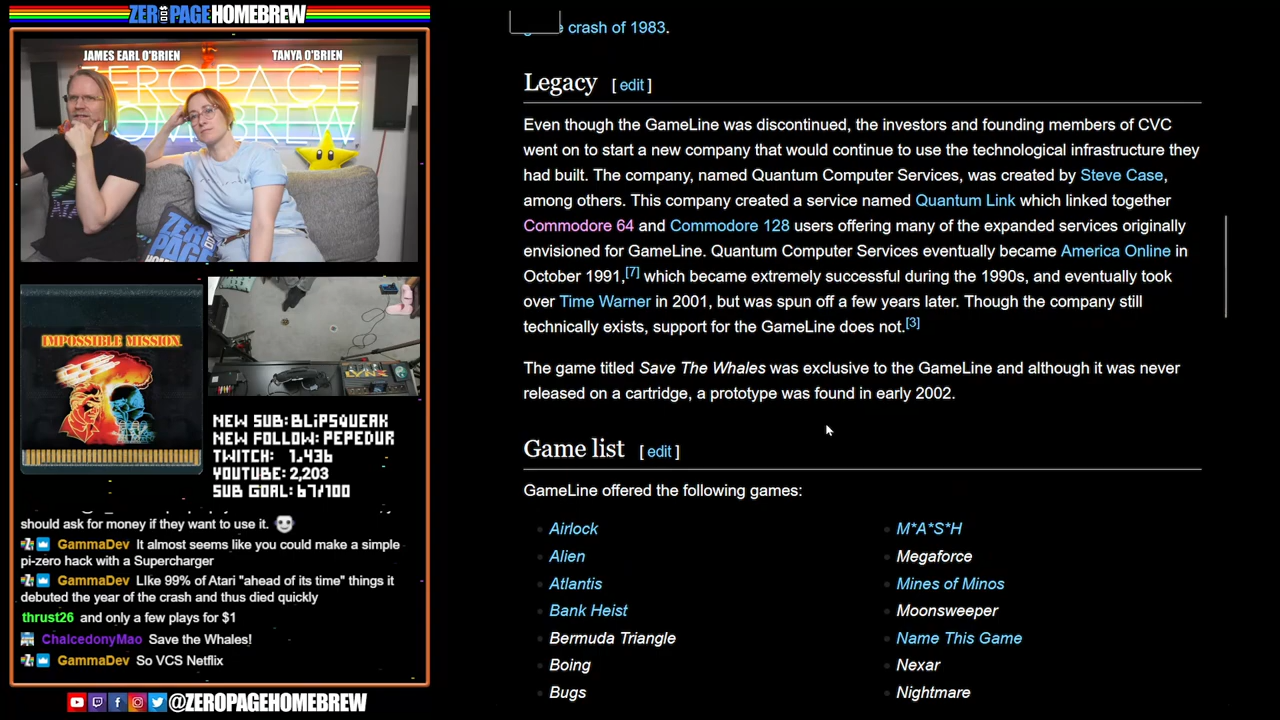 ZEROPAGE HOMEBREW
JAMES EARL O'BRIEN
TANYA O'BRIEN
ZEROPAGE
HOMEBREW
IMPOSSIBLE MISSION
LYNX
NEW SUB: BLIPSQUEAK
NEW FOLLOW: PEPEDUR
TWITCH: 1,436
YOUTUBE: 2,203
SUB GOAL: 67/100
should ask for money if they want to use it.
GammaDev It almost seems like you could make a simple
pi-zero hack with a Supercharger
GammaDev LIke 99% of Atari "ahead of its time" things it
debuted the year of the crash and thus died quickly
thrust26 and only a few plays for $1
ChalcedonyMao Save the Whales!
GammaDev So VCS Netflix
@ZEROPAGEHOMEBREW
crash of 1983.
Legacy [ edit ]
Even though the GameLine was discontinued, the investors and founding members of CVC
went on to start a new company that would continue to use the technological infrastructure they
had built. The company, named Quantum Computer Services, was created by Steve Case,
among others. This company created a service named Quantum Link which linked together
Commodore 64 and Commodore 128 users offering many of the expanded services originally
envisioned for GameLine. Quantum Computer Services eventually became America Online in
October 1991,[7] which became extremely successful during the 1990s, and eventually took
over Time Warner in 2001, but was spun off a few years later. Though the company still
technically exists, support for the GameLine does not.[3]
The game titled Save The Whales was exclusive to the GameLine and although it was never
released on a cartridge, a prototype was found in early 2002.
Game list [ edit ]
GameLine offered the following games:
Airlock
Alien
Atlantis
Bank Heist
Bermuda Triangle
Boing
Bugs
M*A*S*H
Megaforce
Mines of Minos
Moonsweeper
Name This Game
Nexar
Nightmare